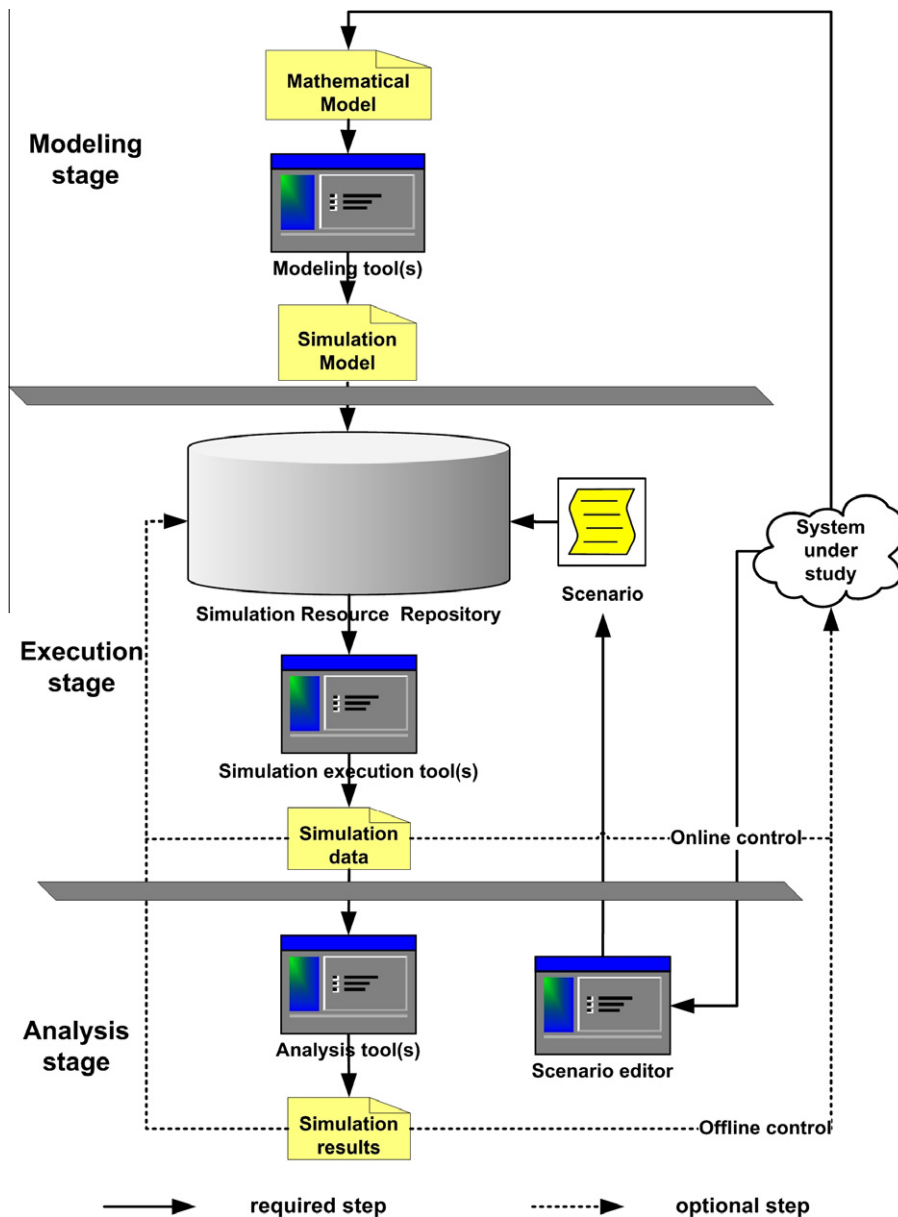 Mathematical
Model
Modeling
stage
Modeling tool(s)
Simulation
Model
System
under
study
Scenario
Simulation Resource Repository
Execution
stage
Simulation execution tool(s)
Simulation
data
Online control
Analysis
stage
Analysis tool(s)
Scenario editor
Simulation
results
Offline control
required step
optional step